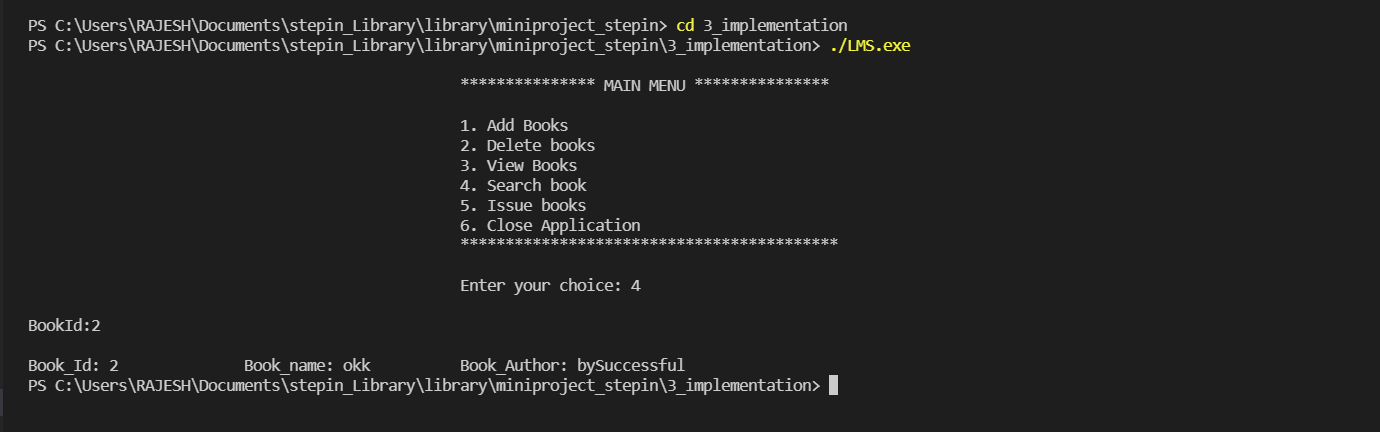 PS C:\Users\RAJESH\Documents\stepin_Library\library\miniproject_stepin> cd 3_implementation
PS C:\Users\RAJESH\Documents\stepin_Library\library\miniproject_stepin\3_implementation> ./LMS.exe
*************** MAIN MENU ***************
1. Add Books
2. Delete books
3. View Books
4. Search book
5. Issue books
6. Close Application
******************************************
Enter your choice: 4
BookId:2
Book_Id: 2 Book_name: okk Book_Author: bySuccessful
PS C:\Users\RAJESH\Documents\stepin_Library\library\miniproject_stepin\3_implementation>